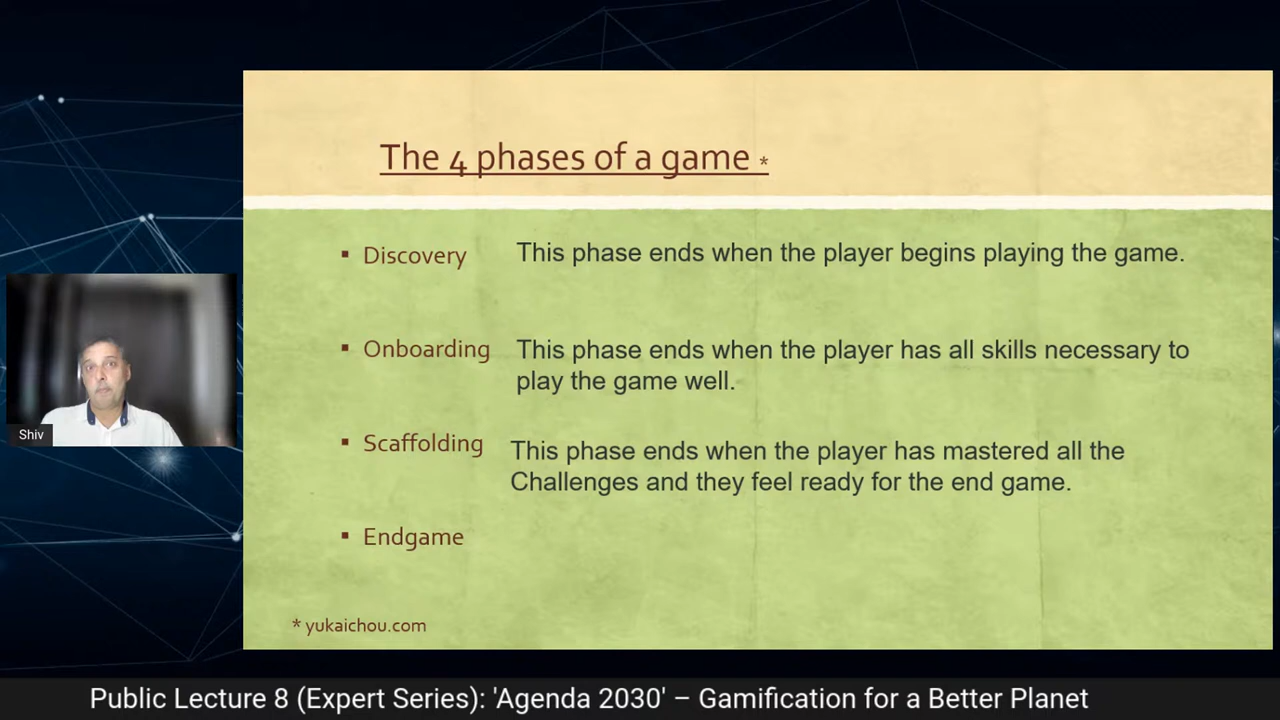 The 4 phases of a game *
▪ Discovery This phase ends when the player begins playing the game.
▪ Onboarding This phase ends when the player has all skills necessary to
play the game well.
▪ Scaffolding This phase ends when the player has mastered all the
Challenges and they feel ready for the end game.
▪ Endgame
* yukaichou.com
Shiv
Public Lecture 8 (Expert Series): 'Agenda 2030' – Gamification for a Better Planet